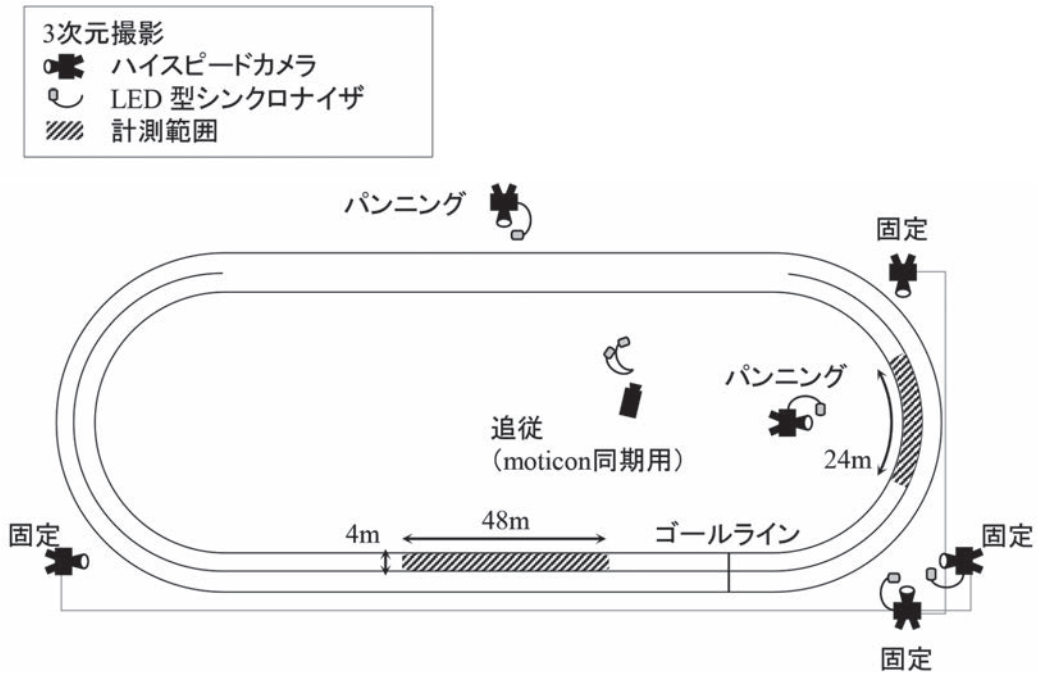 3次元撮影
ハイスピードカメラ
LED 型シンクロナイザ
計測範囲
パンニング
固定
パンニング
追従
（moticon同期用）
24m
48m
4m
ゴールライン
固定
固定
固定